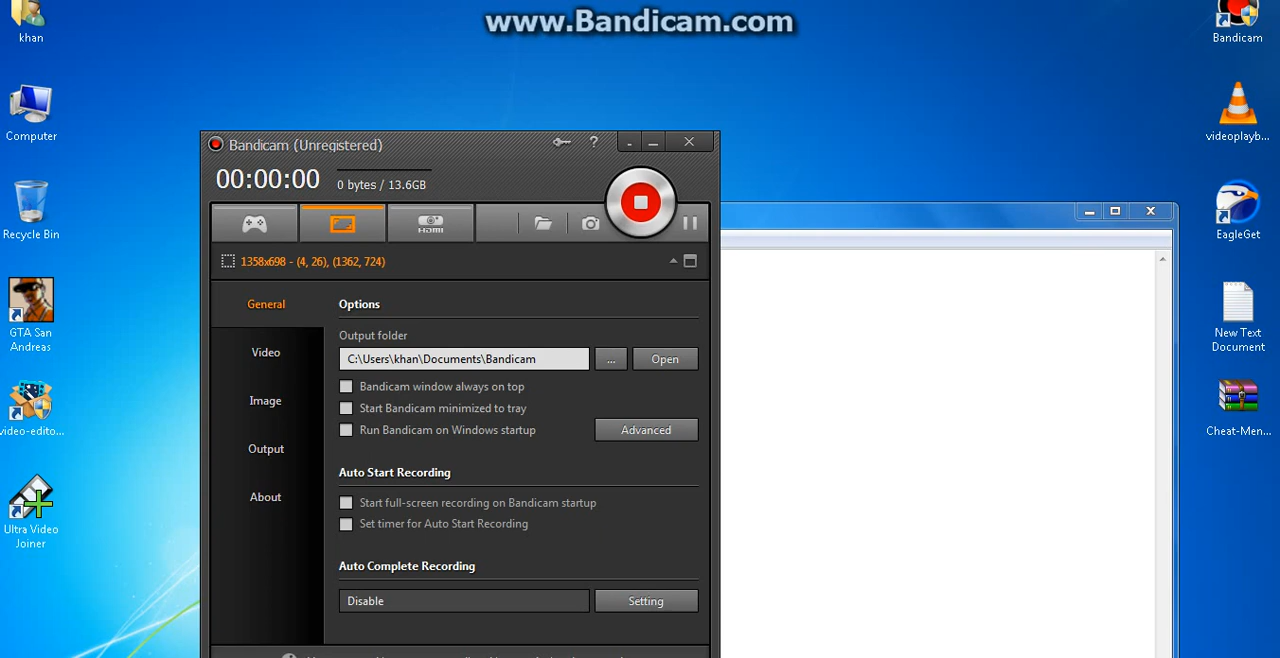 www.Bandicam.com
khan
Computer
Recycle Bin
GTA San
Andreas
video-edito...
Ultra Video
Joiner
Bandicam (Unregistered)
?
00:00:00
0 bytes / 13.6GB
HDMI
1358x698 - (4, 26), (1362, 724)
General
Video
Image
Output
About
Options
Output folder
C:\Users\khan\Documents\Bandicam
...
Open
Bandicam window always on top
Start Bandicam minimized to tray
Run Bandicam on Windows startup
Advanced
Auto Start Recording
Start full-screen recording on Bandicam startup
Set timer for Auto Start Recording
Auto Complete Recording
Disable
Setting
Bandicam
videoplayb...
EagleGet
New Text
Document
Cheat-Men...